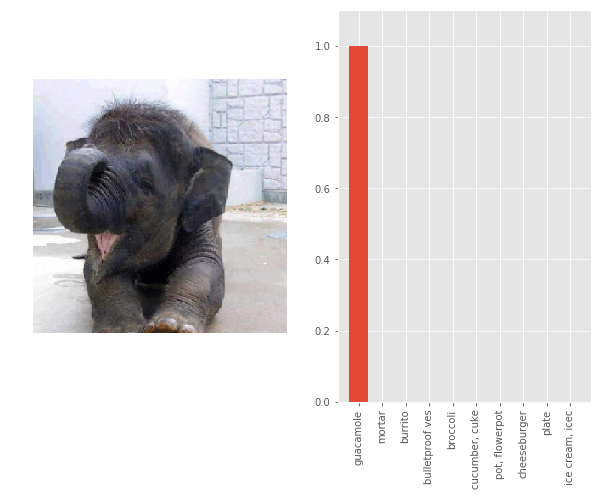 1.0
0.8
0.6
0.4
0.2
0.0
guacamole
mortar
burrito
bulletproof ves
broccoli
cucumber, cuke
pot, flowerpot
cheeseburger
plate
ice cream, icec